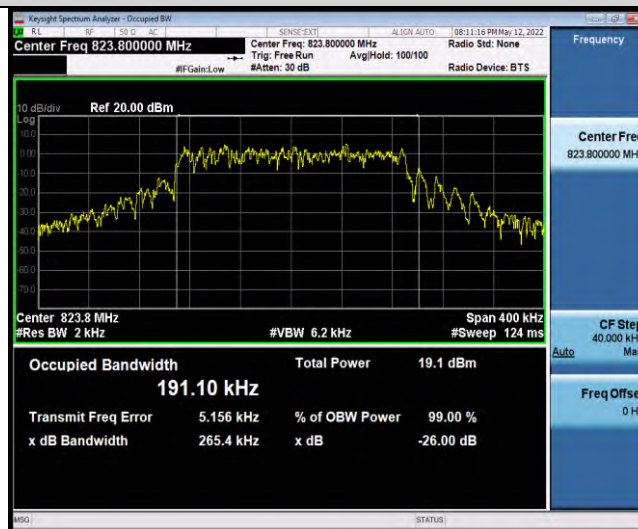 Keysight Spectrum Analyzer - Occupied BW
LXI RL RF 50 Ω AC SENSE:EXT ALIGN AUTO 08:11:16 PM May 12, 2022
Center Freq 823.800000 MHz
Center Freq: 823.800000 MHz
Radio Std: None
Trig: Free Run Avg|Hold: 100/100
#IFGain:Low
#Atten: 30 dB
Radio Device: BTS
Frequency
10 dB/div Ref 20.00 dBm
Log
10.0
0.00
-10.0
-20.0
-30.0
-40.0
-50.0
-60.0
-70.0
Center Fre
823.800000 MH
Center 823.8 MHz
Span 400 kHz
#Res BW 2 kHz
#VBW 6.2 kHz
#Sweep 124 ms
CF Step
40.000 kH
Auto Ma
Occupied Bandwidth
191.10 kHz
Total Power 19.1 dBm
Transmit Freq Error 5.156 kHz
% of OBW Power 99.00 %
x dB Bandwidth 265.4 kHz
x dB -26.00 dB
Freq Offse
0 H
MSG
STATUS